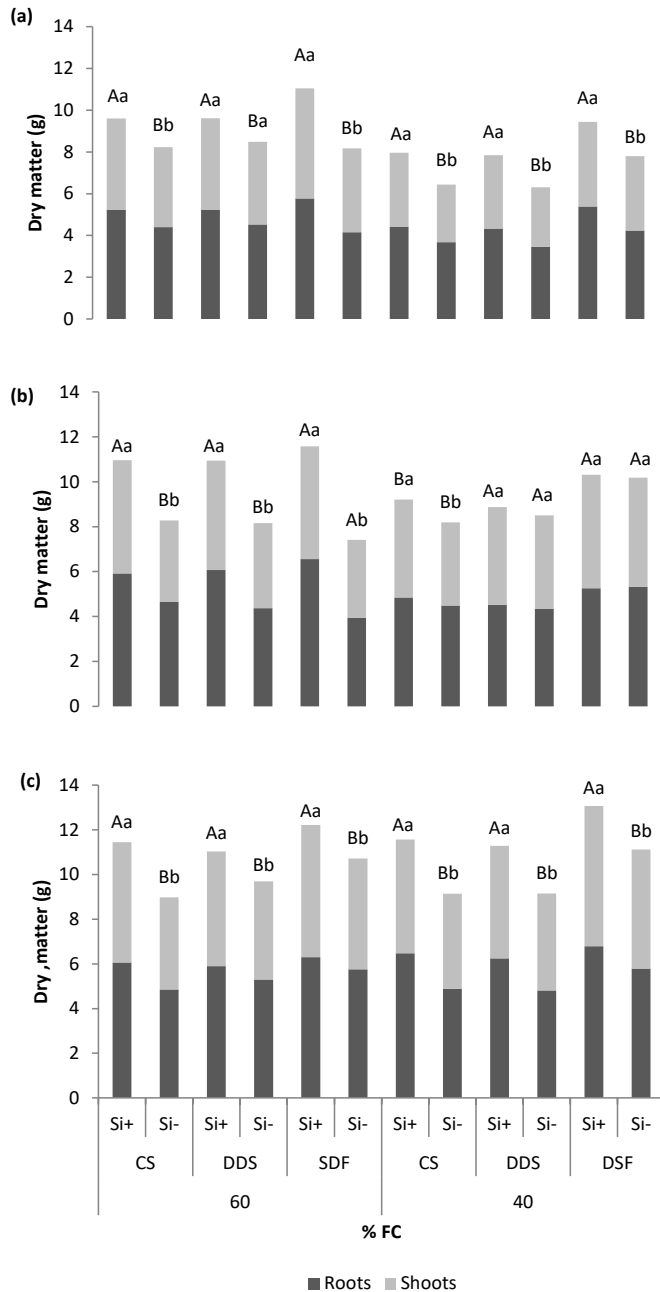 (a)
14
12
10
8
6
4
2
0
Dry matter (g)
Aa Bb Aa Ba Aa Bb Aa Bb Aa Bb Aa Bb
(b)
14
12
10
8
6
4
2
0
Dry matter (g)
Aa Bb Aa Bb Aa Ab Ba Bb Aa Aa Aa Aa
(c)
14
12
10
8
6
4
2
0
Dry ,matter (g)
Aa Bb Aa Bb Aa Bb Aa Bb Aa Bb Aa Bb
Si+ Si- Si+ Si- Si+ Si- Si+ Si- Si+ Si- Si+ Si-
CS DDS SDF CS DDS DSF
60 40
% FC
Roots Shoots